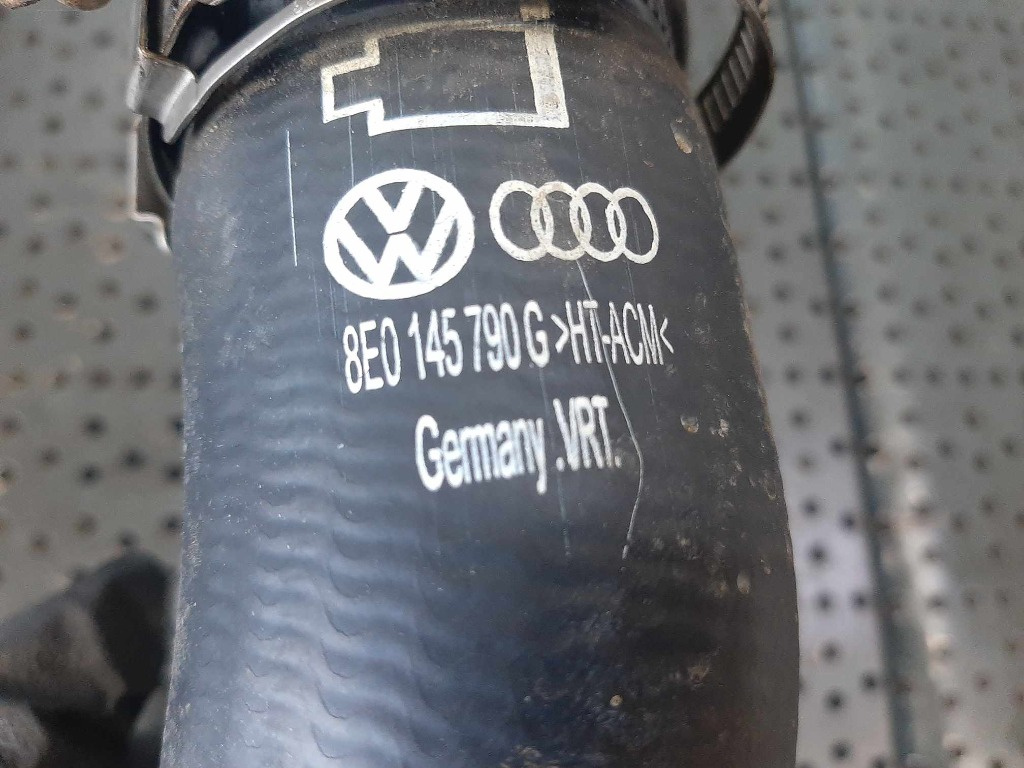 8E0 145 790 G >HT-ACM<
Germany .VRT.